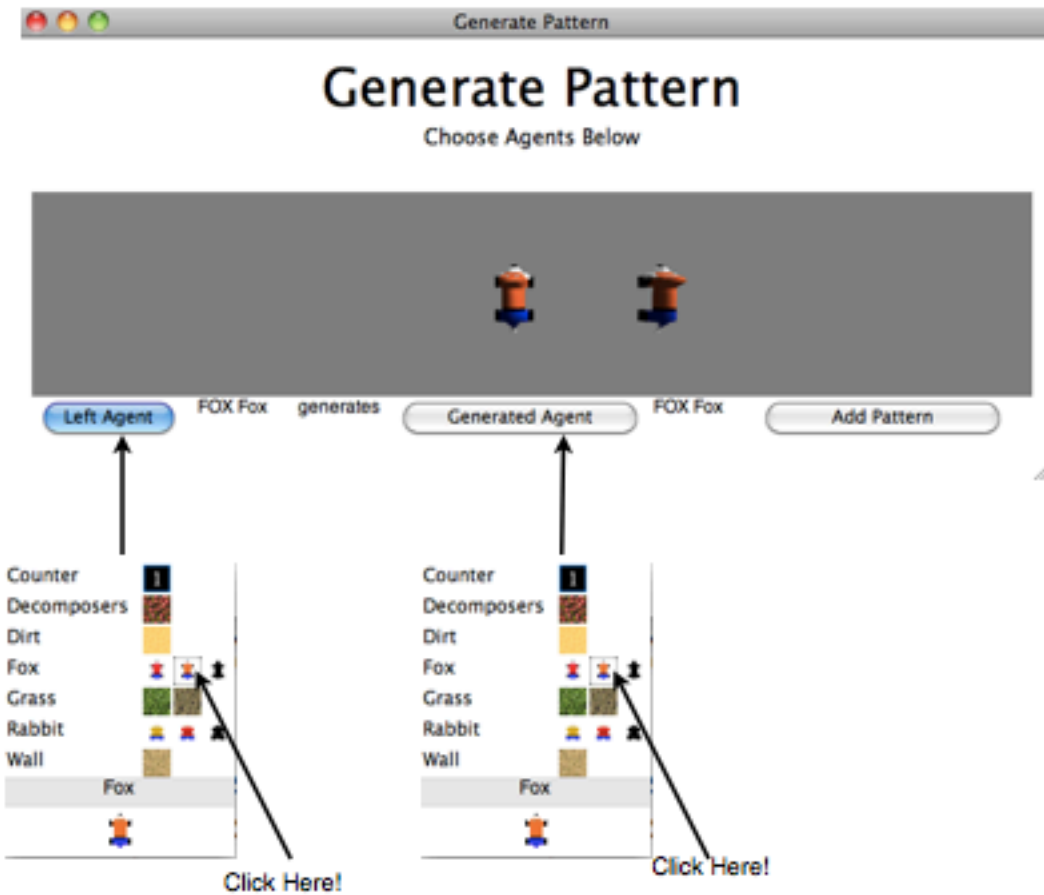 Generate Pattern
Generate Pattern
Choose Agents Below
Left Agent FOX Fox generates Generated Agent FOX Fox Add Pattern
Counter
Decomposers
Dirt
Fox
Grass
Rabbit
Wall
Fox
Click Here!
Counter
Decomposers
Dirt
Fox
Grass
Rabbit
Wall
Fox
Click Here!